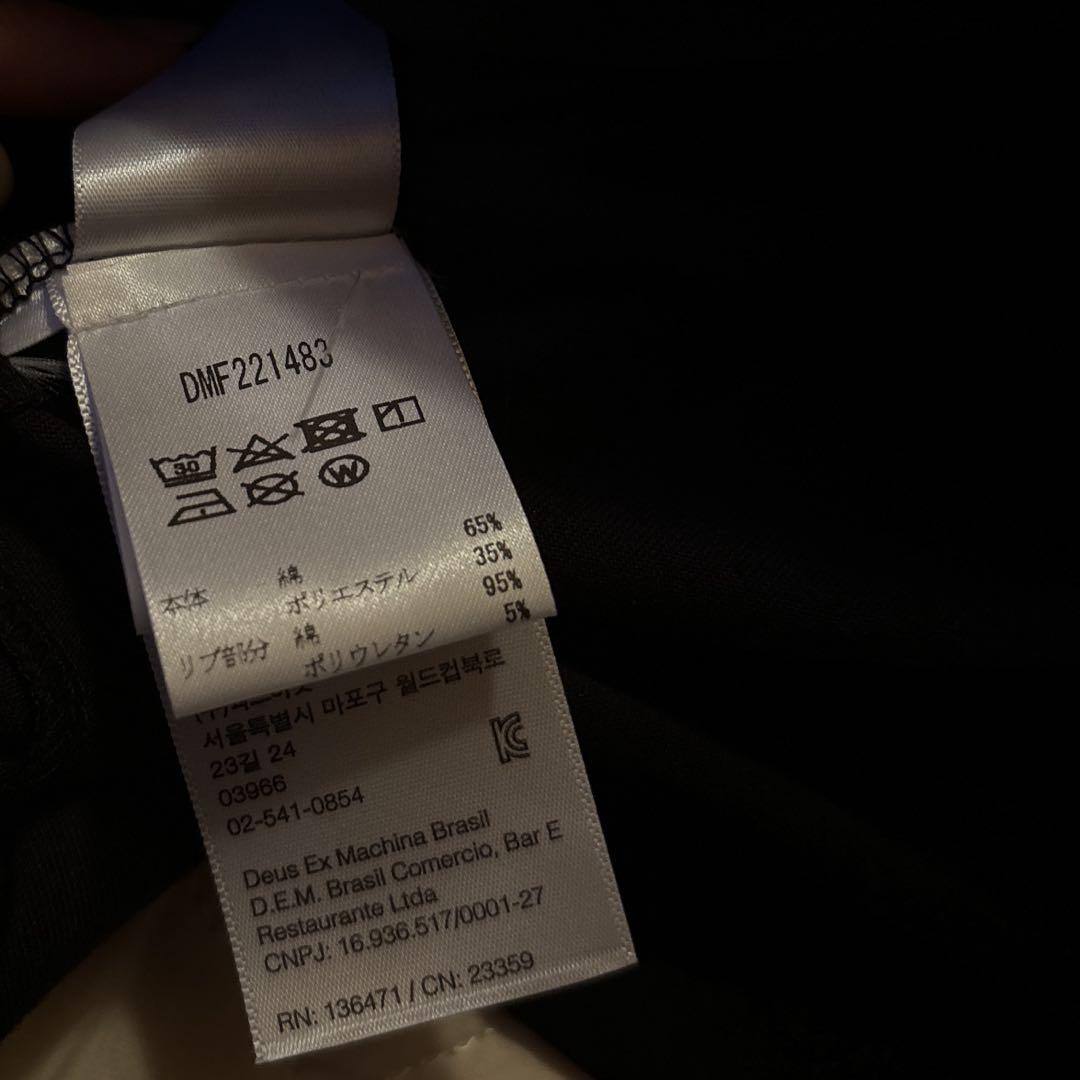 DMF221483
30
W
65%
本体 綿 35%
ポリエステル 95%
リブ部分 綿 5%
ポリウレタン
서울특별시 마포구 월드컵북로
23길 24
03966
02-541-0854
Deus Ex Machina Brasil
D.E.M. Brasil Comercio, Bar E
Restaurante Ltda
CNPJ: 16.936.517/0001-27
RN: 136471 / CN: 23359